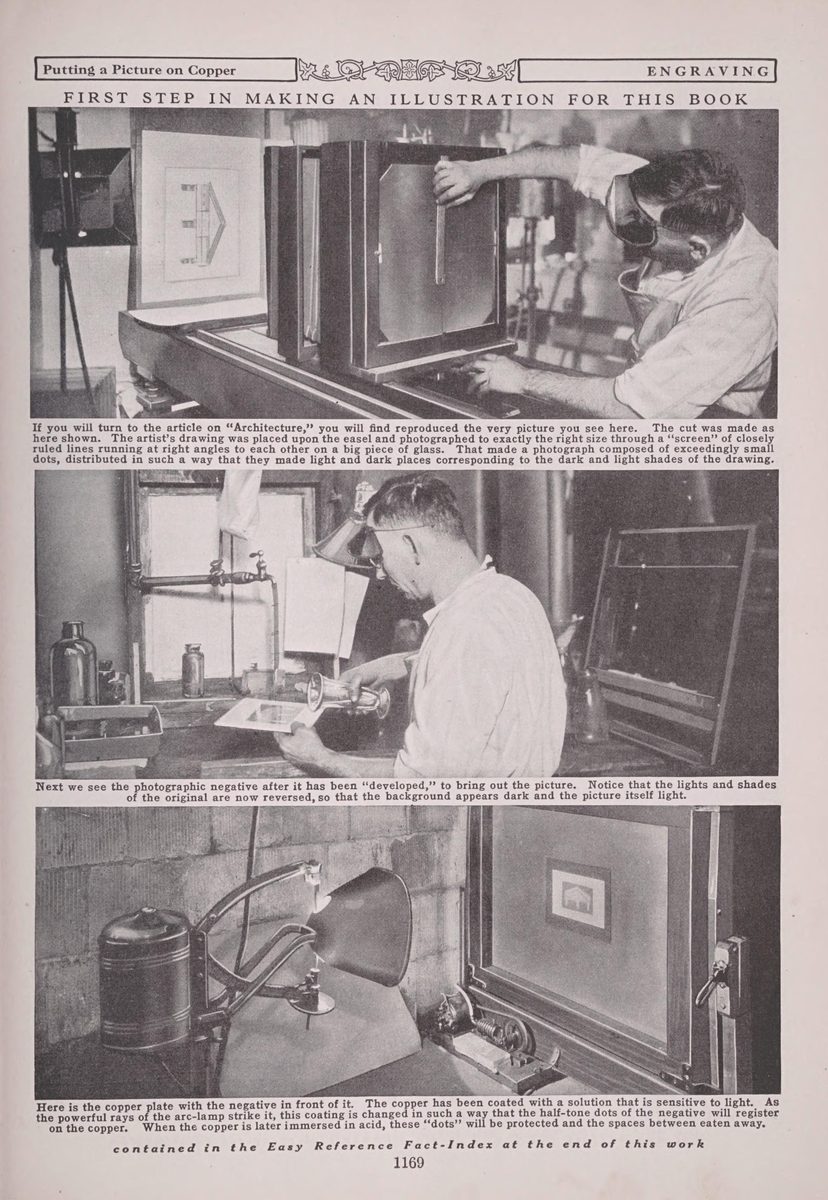 Putting a Picture on Copper
ENGRAVING
FIRST STEP IN MAKING AN ILLUSTRATION FOR THIS BOOK
If you will turn to the article on "Architecture," you will find reproduced the very picture you see here. The cut was made as
here shown. The artist's drawing was placed upon the easel and photographed to exactly the right size through a "screen" of closely
ruled lines running at right angles to each other on a big piece of glass. That made a photograph composed of exceedingly small
dots, distributed in such a way that they made light and dark places corresponding to the dark and light shades of the drawing.
Next we see the photographic negative after it has been "developed," to bring out the picture. Notice that the lights and shades
of the original are now reversed, so that the background appears dark and the picture itself light.
Here is the copper plate with the negative in front of it. The copper has been coated with a solution that is sensitive to light. As
the powerful rays of the arc-lamp strike it, this coating is changed in such a way that the half-tone dots of the negative will register
on the copper. When the copper is later immersed in acid, these "dots" will be protected and the spaces between eaten away.
contained in the Easy Reference Fact-Index at the end of this work
1169